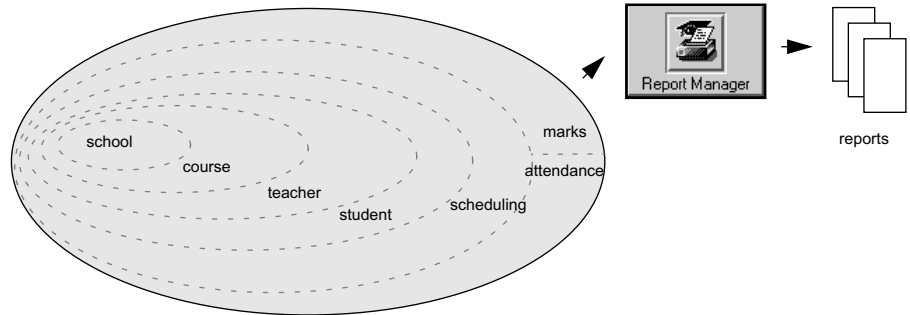 school
course
teacher
student
scheduling
marks
attendance
Report Manager
reports